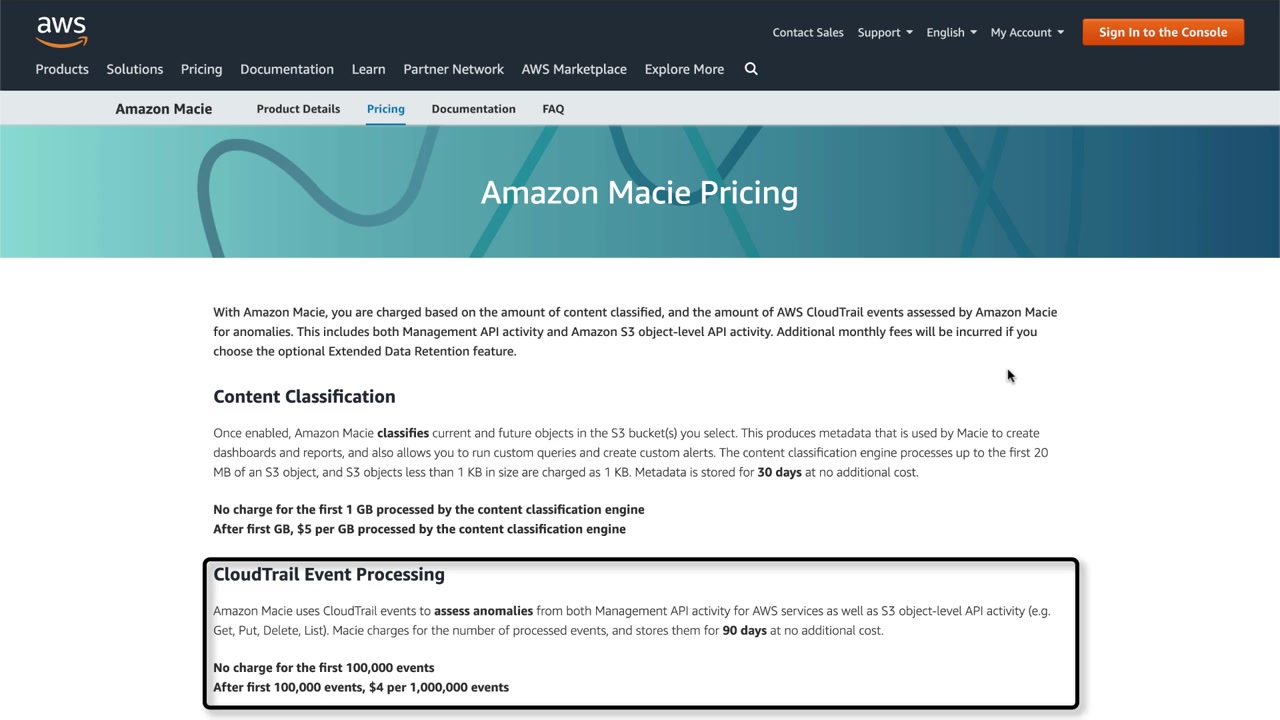 aws
Contact Sales Support English My Account Sign In to the Console
Products Solutions Pricing Documentation Learn Partner Network AWS Marketplace Explore More
Amazon Macie Product Details Pricing Documentation FAQ
Amazon Macie Pricing
With Amazon Macie, you are charged based on the amount of content classified, and the amount of AWS CloudTrail events assessed by Amazon Macie
for anomalies. This includes both Management API activity and Amazon S3 object-level API activity. Additional monthly fees will be incurred if you
choose the optional Extended Data Retention feature.
Content Classification
Once enabled, Amazon Macie classifies current and future objects in the S3 bucket(s) you select. This produces metadata that is used by Macie to create
dashboards and reports, and also allows you to run custom queries and create custom alerts. The content classification engine processes up to the first 20
MB of an S3 object, and S3 objects less than 1 KB in size are charged as 1 KB. Metadata is stored for 30 days at no additional cost.
No charge for the first 1 GB processed by the content classification engine
After first GB, $5 per GB processed by the content classification engine
CloudTrail Event Processing
Amazon Macie uses CloudTrail events to assess anomalies from both Management API activity for AWS services as well as S3 object-level API activity (e.g.
Get, Put, Delete, List). Macie charges for the number of processed events, and stores them for 90 days at no additional cost.
No charge for the first 100,000 events
After first 100,000 events, $4 per 1,000,000 events